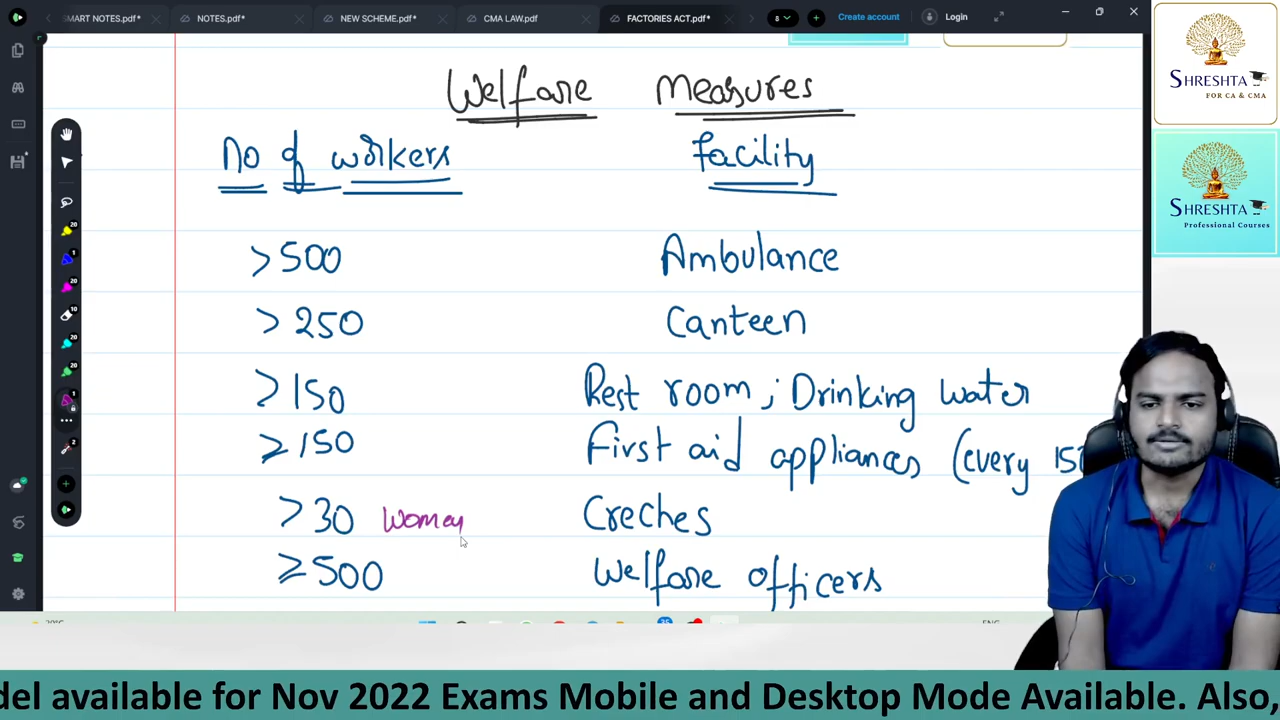 SMART NOTES.pdf*
NOTES.pdf*
NEW SCHEME.pdf*
CMA LAW.pdf
FACTORIES ACT.pdf*
8
Create account
Login
SHRESHTA
FOR CA & CMA
SHRESHTA
Professional Courses
Welfare Measures
No of workers Facility
>500 Ambulance
>250 Canteen
>150 Rest room ; Drinking water
≥150 First aid appliances (every 150
>30 women Creches
≥500 Welfare officers
ENG
del available for Nov 2022 Exams Mobile and Desktop Mode Available. Also,